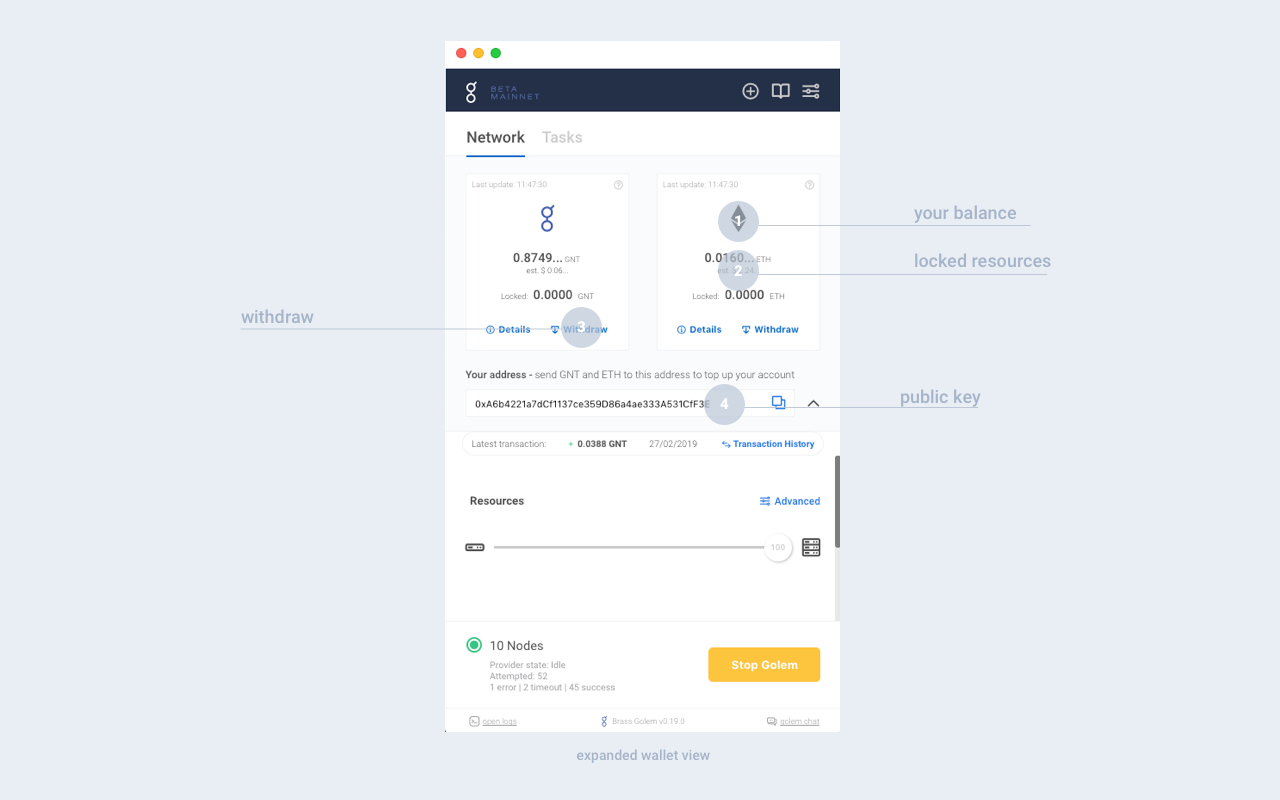 BETA
MAINNET
Network Tasks
Last update: 11:47:30
Last update: 11:47:30
1
your balance
0.8749... GNT
est. $ 0.06...
0.0160... ETH
2
locked resources
Locked: 0.0000 GNT
Locked: 0.0000 ETH
withdraw
3
Details Withdraw
Details Withdraw
Your address - send GNT and ETH to this address to top up your account
0xA6b4221a7dCf1137ce359D86a4ae333A531CfF3E
4
public key
Latest transaction: + 0.0388 GNT 27/02/2019 Transaction History
Resources Advanced
100
10 Nodes
Provider state: Idle
Attempted: 52
1 error | 2 timeout | 45 success
Stop Golem
open logs Brass Golem v0.19.0 golem chat
expanded wallet view